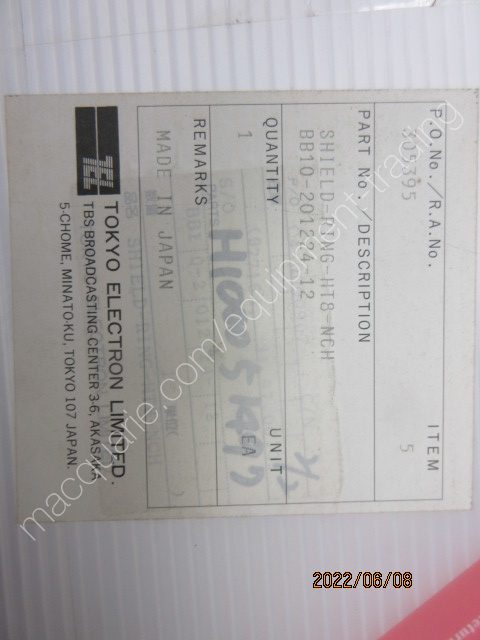 P.O.No./R.A.No.
ITEM
305395
5
PART No./DESCRIPTION
SHIELD-RING-HT8-NCH
BB10-201224-12
QUANTITY
UNIT
1
EA
REMARKS
MADE IN JAPAN
TEL
TOKYO ELECTRON LIMITED.
TBS BROADCASTING CENTER 3-6, AKASAKA
5-CHOME, MINATO-KU, TOKYO 107 JAPAN.
macquarie.com/equipment-trading
2022/06/08